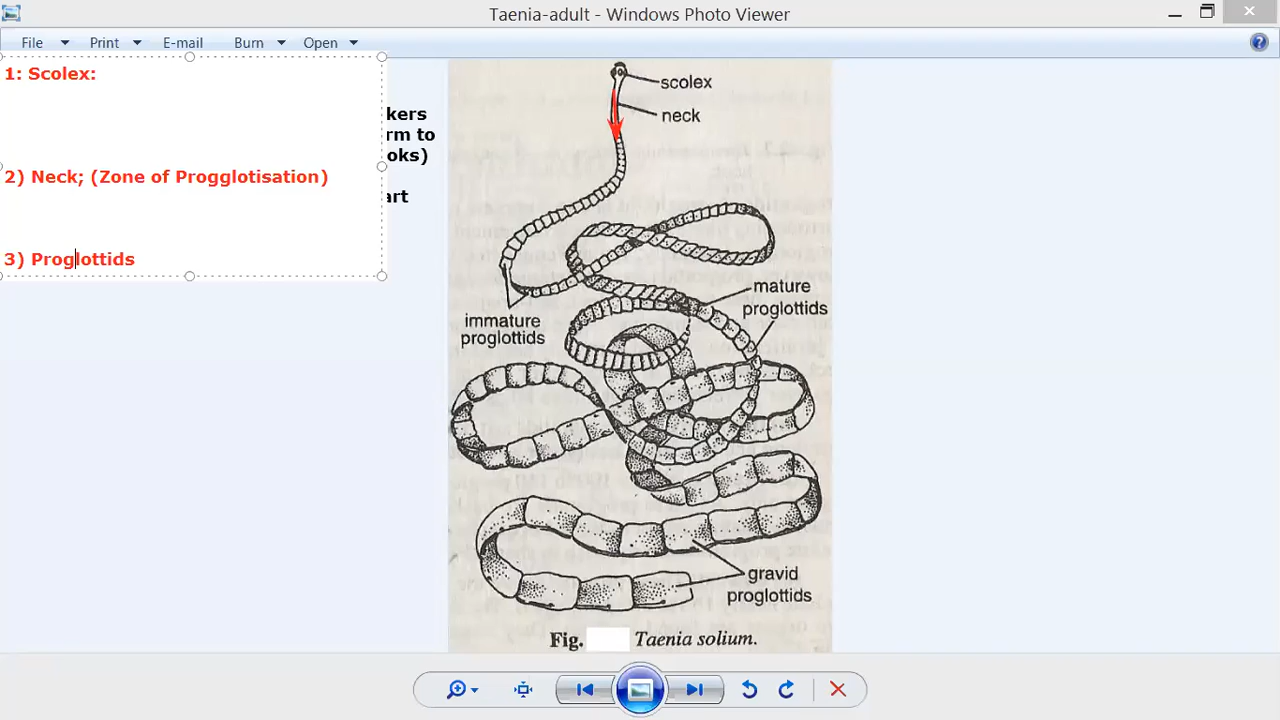 Taenia-adult - Windows Photo Viewer
File Print E-mail Burn Open
1: Scolex:
kers
rm to
oks)
2) Neck; (Zone of Progglotisation)
art
3) Proglottids
scolex
neck
mature
proglottids
immature
proglottids
gravid
proglottids
Fig. Taenia solium.